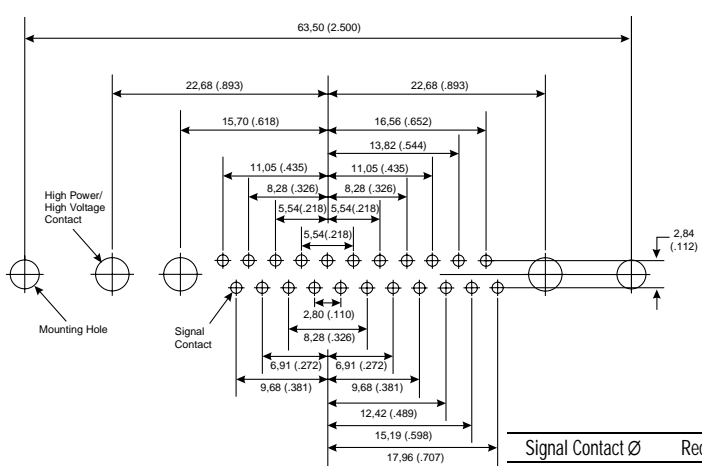 63,50 (2.500)
22,68 (.893) 22,68 (.893)
15,70 (.618) 16,56 (.652)
13,82 (.544)
11,05 (.435) 11,05 (.435)
8,28 (.326) 8,28 (.326)
High Power/
High Voltage
Contact
5,54(.218) 5,54(.218)
5,54(.218)
2,84
(.112)
Mounting Hole
Signal
Contact
2,80 (.110)
8,28 (.326)
6,91 (.272) 6,91 (.272)
9,68 (.381) 9,68 (.381)
12,42 (.489)
15,19 (.598)
17,96 (.707)
Signal Contact Ø